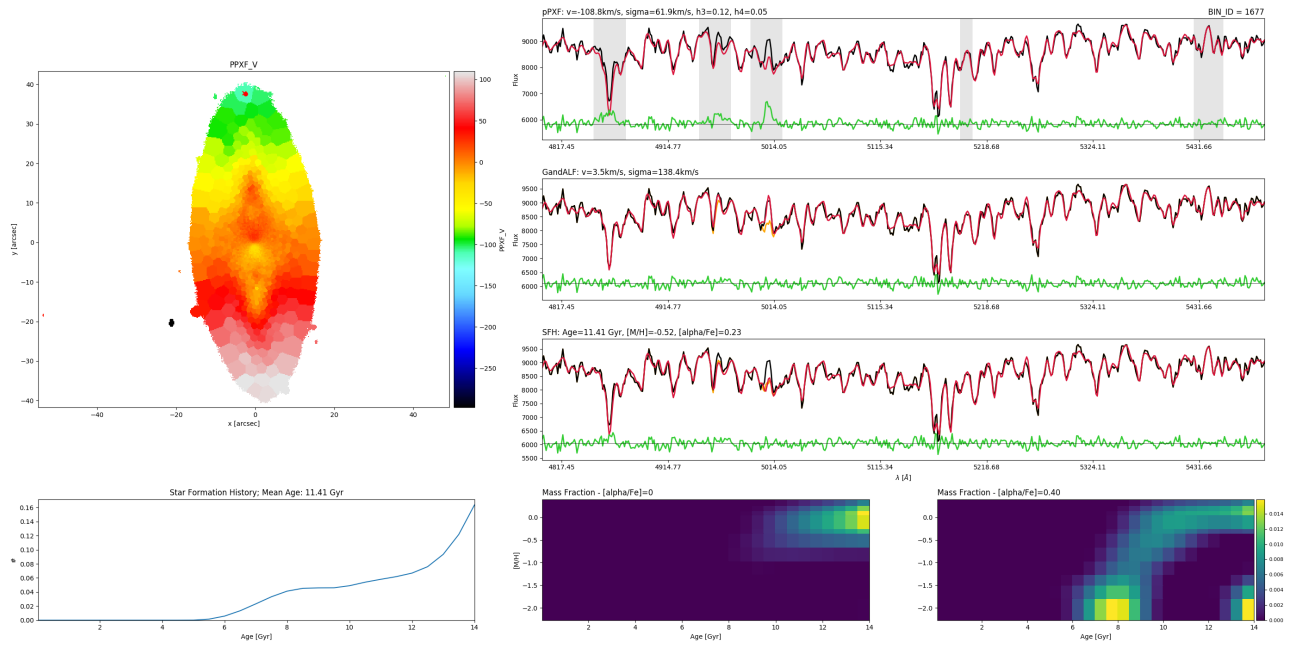 pPXF: v=-108.8km/s, sigma=61.9km/s, h3=0.12, h4=0.05
BIN_ID = 1677
9000
8000
7000
6000
Flux
4817.45 4914.77 5014.05 5115.34 5218.68 5324.11 5431.66
PPXF_V
40
30
20
10
0
−10
−20
−30
−40
y [arcsec]
−40 −20 0 20 40
x [arcsec]
100
50
0
−50
−100
−150
−200
−250
PPXF_V
GandALF: v=3.5km/s, sigma=138.4km/s
9500
9000
8500
8000
7500
7000
6500
6000
Flux
4817.45 4914.77 5014.05 5115.34 5218.68 5324.11 5431.66
SFH: Age=11.41 Gyr, [M/H]=-0.52, [alpha/Fe]=0.23
9500
9000
8500
8000
7500
7000
6500
6000
5500
Flux
4817.45 4914.77 5014.05 5115.34 5218.68 5324.11 5431.66
λ [Å]
Star Formation History; Mean Age: 11.41 Gyr
0.16
0.14
0.12
0.10
0.08
0.06
0.04
0.02
0.00
#
2 4 6 8 10 12 14
Age [Gyr]
Mass Fraction - [alpha/Fe]=0
0.0
−0.5
−1.0
−1.5
−2.0
[M/H]
2 4 6 8 10 12 14
Age [Gyr]
Mass Fraction - [alpha/Fe]=0.40
0.0
−0.5
−1.0
−1.5
−2.0
2 4 6 8 10 12 14
Age [Gyr]
0.014
0.012
0.010
0.008
0.006
0.004
0.002
0.000